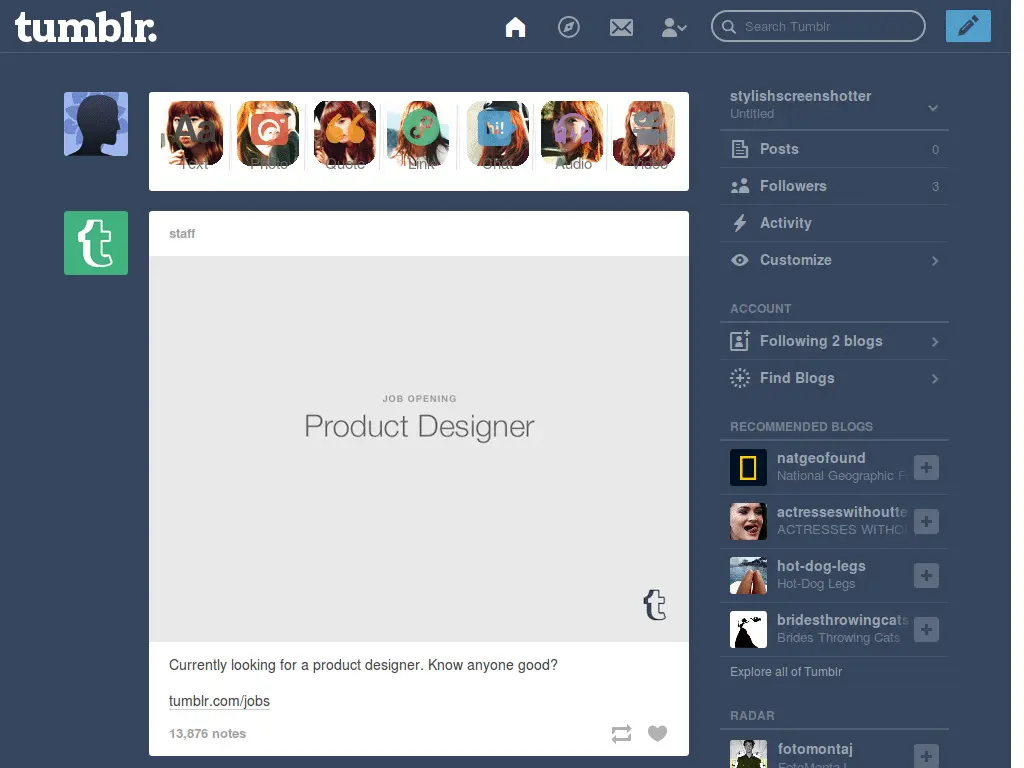 tumblr.
Search Tumblr
Aa
hi!
Text
Photo
Quote
Link
Chat
Audio
Video
staff
JOB OPENING
Product Designer
t
Currently looking for a product designer. Know anyone good?
tumblr.com/jobs
13,876 notes
stylishscreenshotter
Untitled
Posts 0
Followers 3
Activity
Customize
ACCOUNT
Following 2 blogs
Find Blogs
RECOMMENDED BLOGS
natgeofound
National Geographic F
actresseswithoutte
ACTRESSES WITHO
hot-dog-legs
Hot-Dog Legs
bridesthrowingcats
Brides Throwing Cats
Explore all of Tumblr
RADAR
fotomontaj
FotoMontaJ